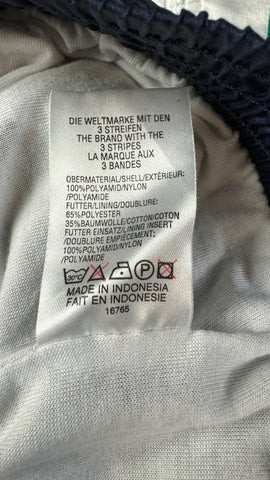 DIE WELTMARKE MIT DEN
3 STREIFEN
THE BRAND WITH THE
3 STRIPES
LA MARQUE AUX
3 BANDES
OBERMATERIAL/SHELL/EXTÉRIEUR:
100%POLYAMID/NYLON
/POLYAMIDE
FUTTER/LINING/DOUBLURE:
65%POLYESTER
35%BAUMWOLLE/COTTON/COTON
FUTTER EINSATZ/LINING INSERT
/DOUBLURE EMPIÈCEMENT:
100%POLYAMID/NYLON
/POLYAMIDE
30°C P
MADE IN INDONESIA
FAIT EN INDONESIE
16765